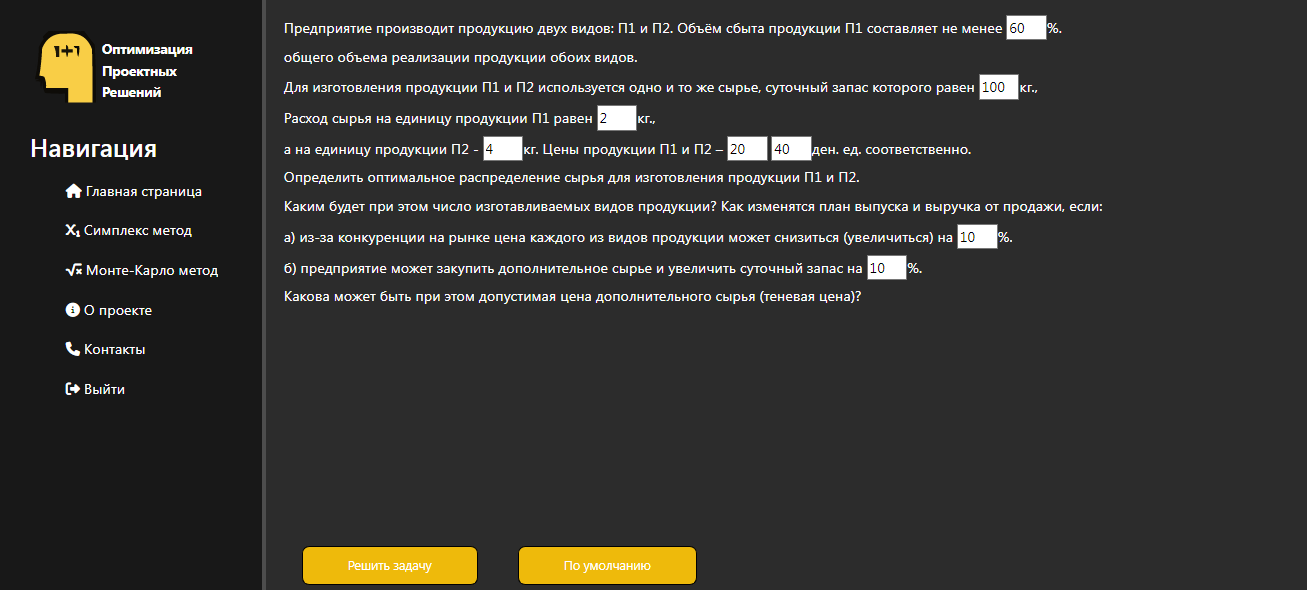 1+1
Оптимизация
Проектных
Решений
Навигация
Главная страница
X₁ Симплекс метод
√x Монте-Карло метод
О проекте
Контакты
Выйти
Предприятие производит продукцию двух видов: П1 и П2. Объём сбыта продукции П1 составляет не менее 60 %.
общего объема реализации продукции обоих видов.
Для изготовления продукции П1 и П2 используется одно и то же сырье, суточный запас которого равен 100 кг.,
Расход сырья на единицу продукции П1 равен 2 кг.,
а на единицу продукции П2 - 4 кг. Цены продукции П1 и П2 – 20 40 ден. ед. соответственно.
Определить оптимальное распределение сырья для изготовления продукции П1 и П2.
Каким будет при этом число изготавливаемых видов продукции? Как изменятся план выпуска и выручка от продажи, если:
а) из-за конкуренции на рынке цена каждого из видов продукции может снизиться (увеличиться) на 10 %.
б) предприятие может закупить дополнительное сырье и увеличить суточный запас на 10 %.
Какова может быть при этом допустимая цена дополнительного сырья (теневая цена)?
Решить задачу
По умолчанию